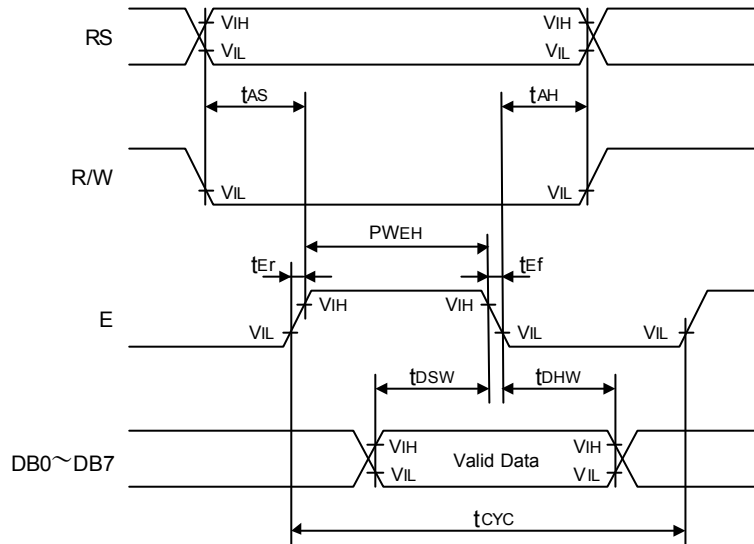 RS
VIH
VIL
VIH
VIL
tAS
tAH
R/W
VIL
VIL
PWEH
tEr
tEf
E
VIH
VIL
VIH
VIL
VIL
tDSW
tDHW
DB0～DB7
VIH
VIL
Valid Data
VIH
VIL
tCYC